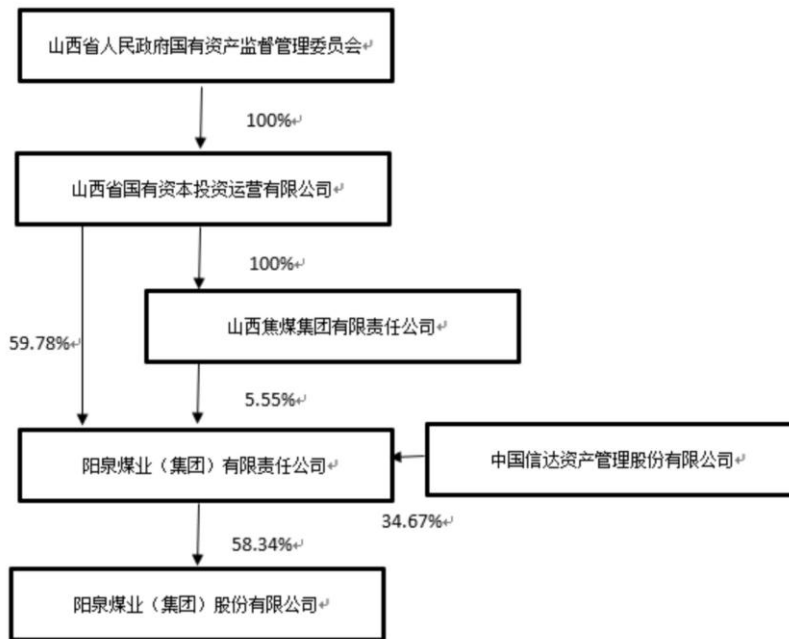 山西省人民政府国有资产监督管理委员会↵
100%↵
山西省国有资本投资运营有限公司↵
100%↵
山西焦煤集团有限责任公司↵
59.78%↵
5.55%↵
阳泉煤业（集团）有限责任公司↵
中国信达资产管理股份有限公司↵
34.67%↵
58.34%↵
阳泉煤业（集团）股份有限公司↵